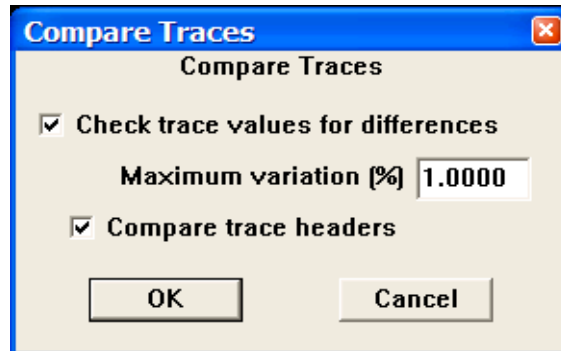 Compare Traces
Compare Traces
Check trace values for differences
Maximum variation (%) 1.0000
Compare trace headers
OK Cancel